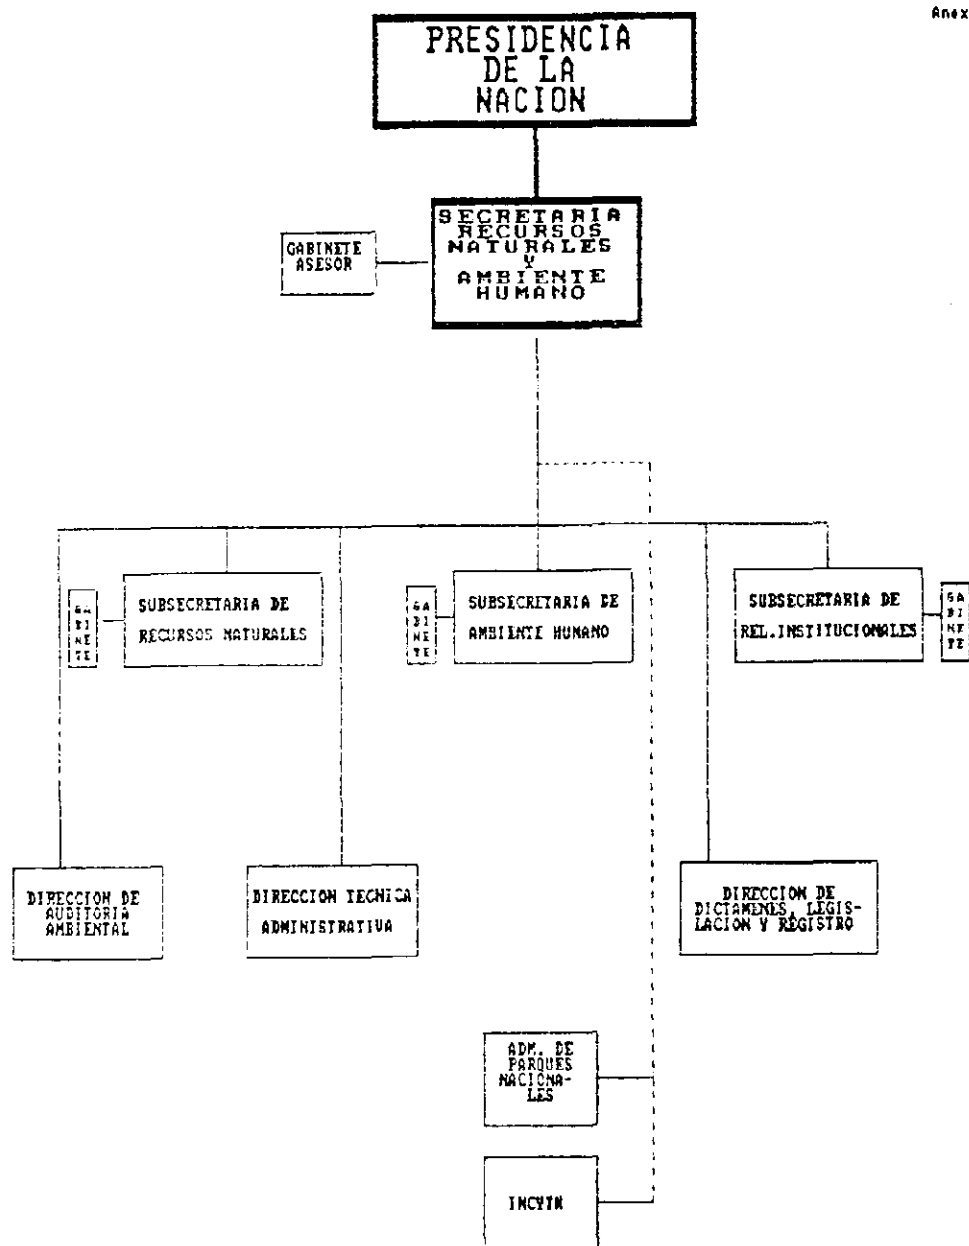 Anex
PRESIDENCIA
DE LA
NACION
SECRETARIA
RECURSOS
NATURALES
Y
AMBIENTE
HUMANO
GABINETE
ASESOR
GA
BI
NE
TE
SUBSECRETARIA DE
RECURSOS NATURALES
GA
BI
NE
TE
SUBSECRETARIA DE
AMBIENTE HUMANO
SUBSECRETARIA DE
REL.INSTITUCIONALES
GA
BI
NE
TE
DIRECCION DE
AUDITORIA
AMBIENTAL
DIRECCION TECNICA
ADMINISTRATIVA
DIRECCION DE
DICTAMENES, LEGIS-
LACION Y REGISTRO
ADM. DE
PARQUES
NACIONA-
LES